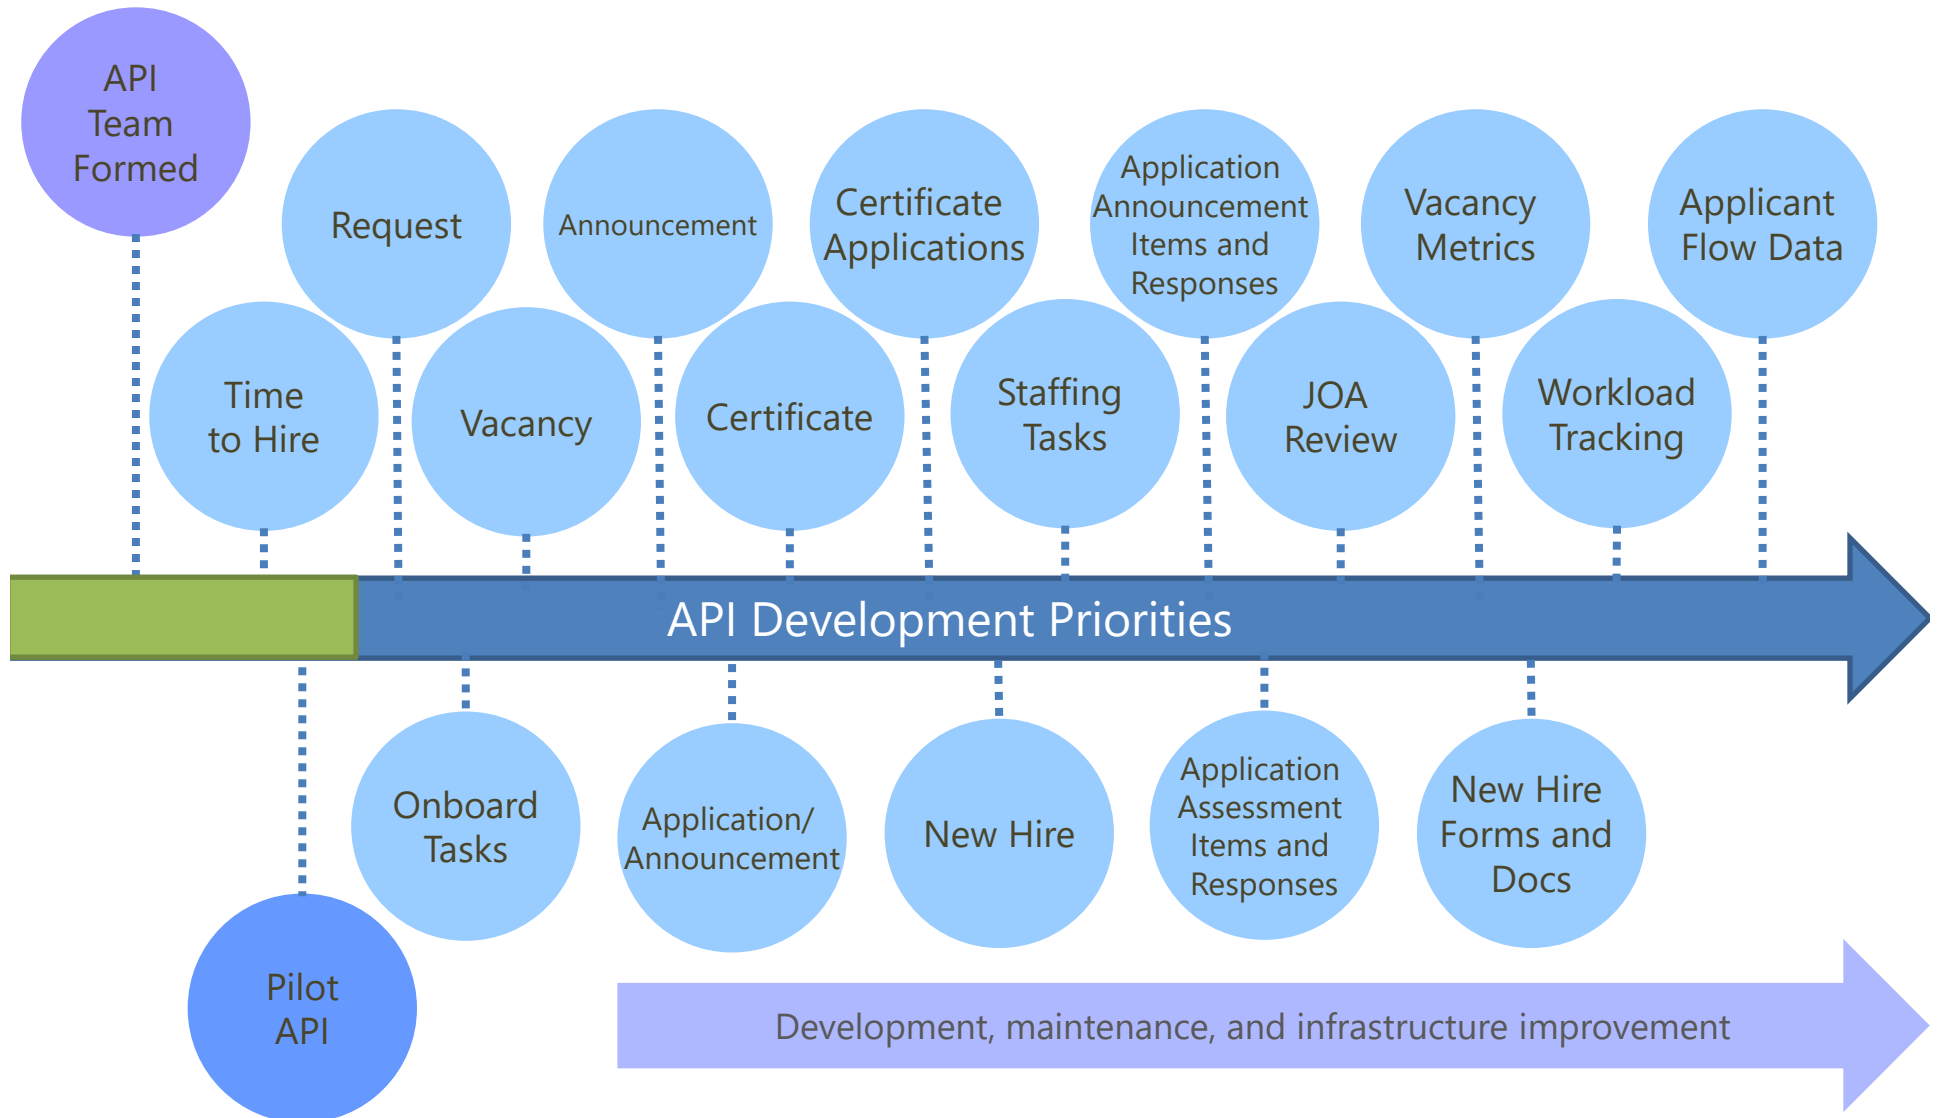 API
Team
Formed
Request
Announcement
Certificate
Applications
Application
Announcement
Items and
Responses
Vacancy
Metrics
Applicant
Flow Data
Time
to Hire
Vacancy
Certificate
Staffing
Tasks
JOA
Review
Workload
Tracking
API Development Priorities
Onboard
Tasks
Application/
Announcement
New Hire
Application
Assessment
Items and
Responses
New Hire
Forms and
Docs
Pilot
API
Development, maintenance, and infrastructure improvement